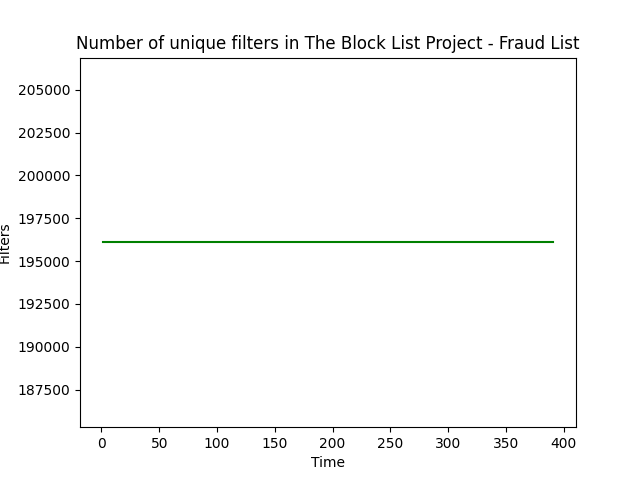 Number of unique filters in The Block List Project - Fraud List
205000
202500
200000
197500
195000
192500
190000
187500
Filters
0 50 100 150 200 250 300 350 400
Time